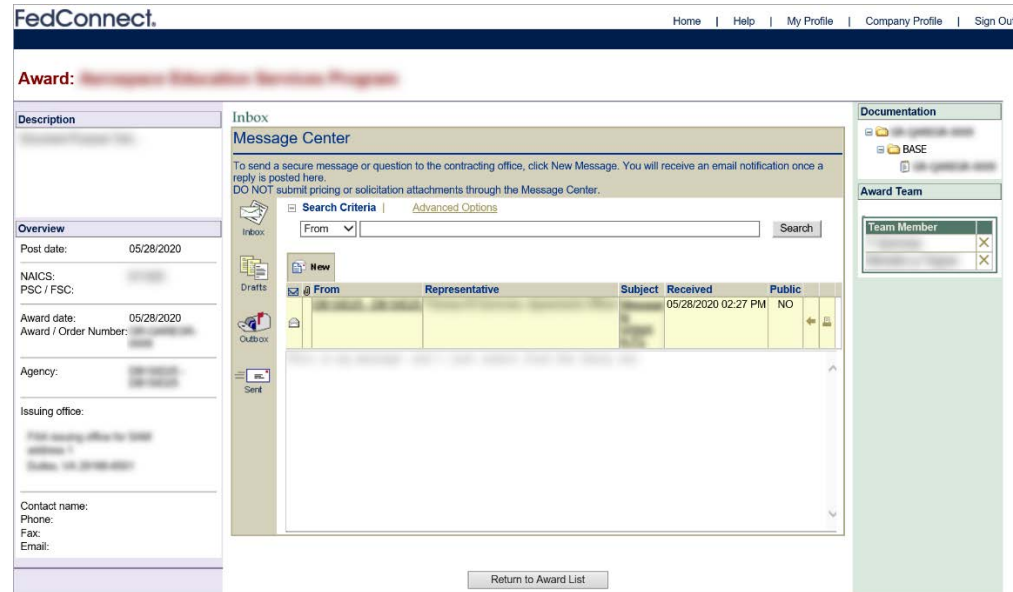 FedConnect.
Home | Help | My Profile | Company Profile | Sign Out
Award:
Description
Overview
Post date: 05/28/2020
NAICS:
PSC / FSC:
Award date: 05/28/2020
Award / Order Number:
Agency:
Issuing office:
Contact name:
Phone:
Fax:
Email:
Inbox
Message Center
To send a secure message or question to the contracting office, click New Message. You will receive an email notification once a
reply is posted here.
DO NOT submit pricing or solicitation attachments through the Message Center.
Inbox
Drafts
Outbox
Sent
Search Criteria | Advanced Options
From Search
New
From Representative Subject Received Public
05/28/2020 02:27 PM NO
Return to Award List
Documentation
BASE
Award Team
Team Member